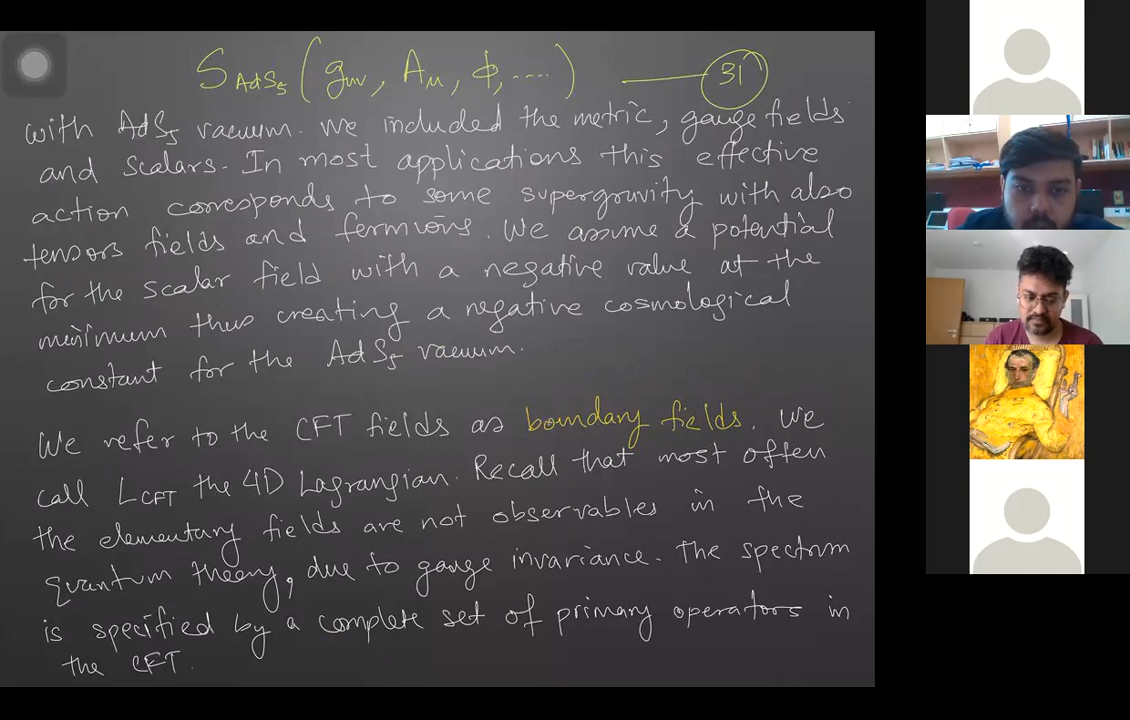 S AdS₅ (gμν, Aμ, ϕ, ....) —— 31
with AdS₅ vacuum. We included the metric, gauge fields
and scalars. In most applications this effective
action corresponds to some supergravity with also
tensors fields and fermions. We assume a potential
for the scalar field with a negative value at the
minimum thus creating a negative cosmological
constant for the AdS₅ vacuum.
We refer to the CFT fields as boundary fields. We
call L_CFT the 4D Lagrangian. Recall that most often
the elementary fields are not observables in the
quantum theory, due to gauge invariance. The spectrum
is specified by a complete set of primary operators in
the CFT.